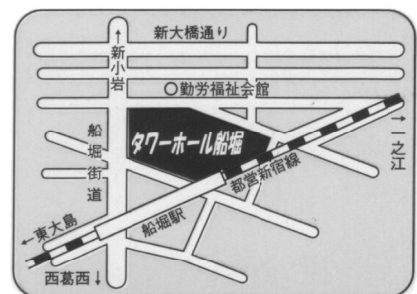 新大橋通り
↑新小岩
○勤労福祉会館
船堀街道
タワーホール船堀
→一之江
都営新宿線
船堀駅
←東大島
西葛西↓